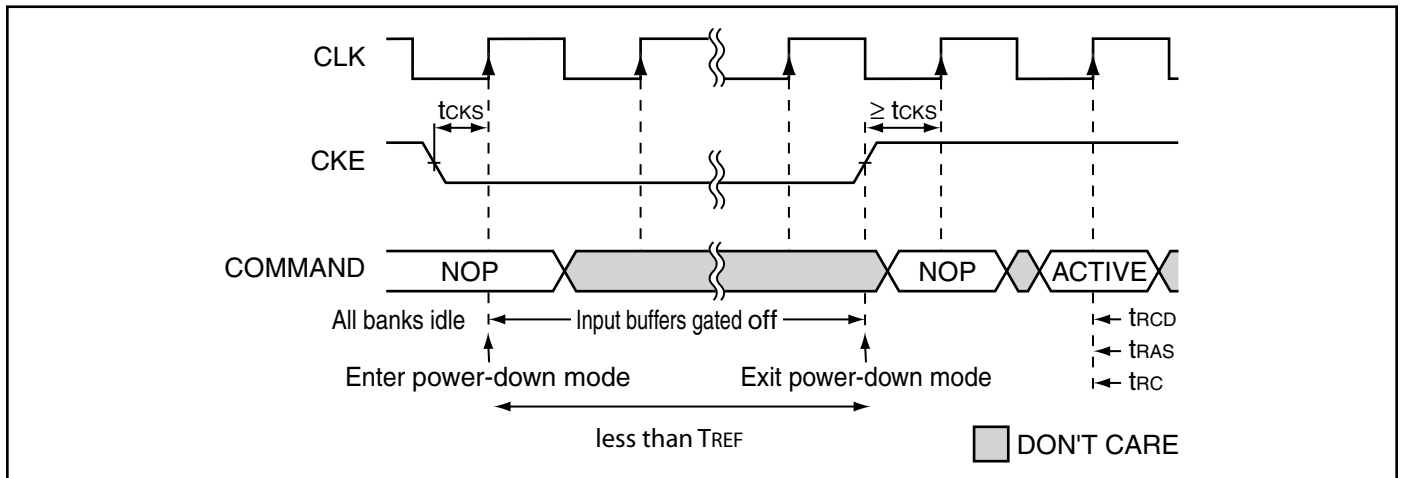 CLK
tCKS
≥ tCKS
CKE
COMMAND
NOP
NOP
ACTIVE
All banks idle
Input buffers gated off
tRCD
tRAS
tRC
Enter power-down mode
Exit power-down mode
less than TREF
DON'T CARE